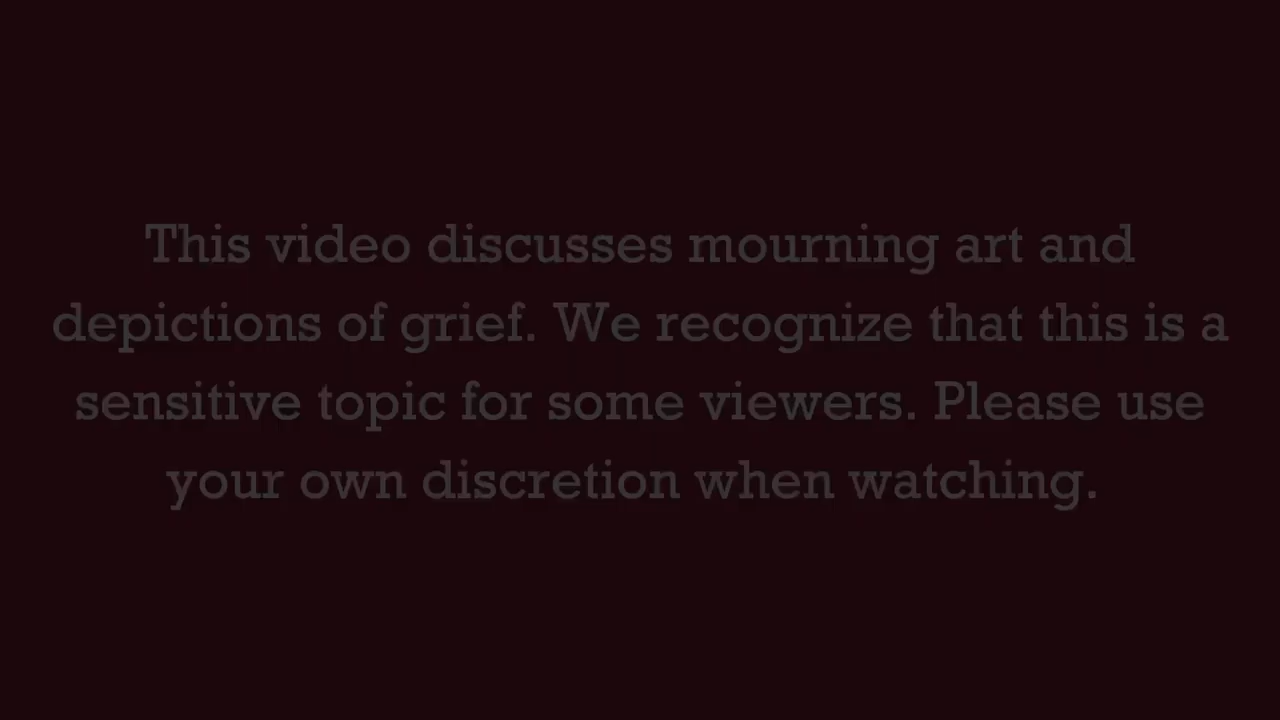 This video discusses mourning art and
depictions of grief. We recognize that this is a
sensitive topic for some viewers. Please use
your own discretion when watching.